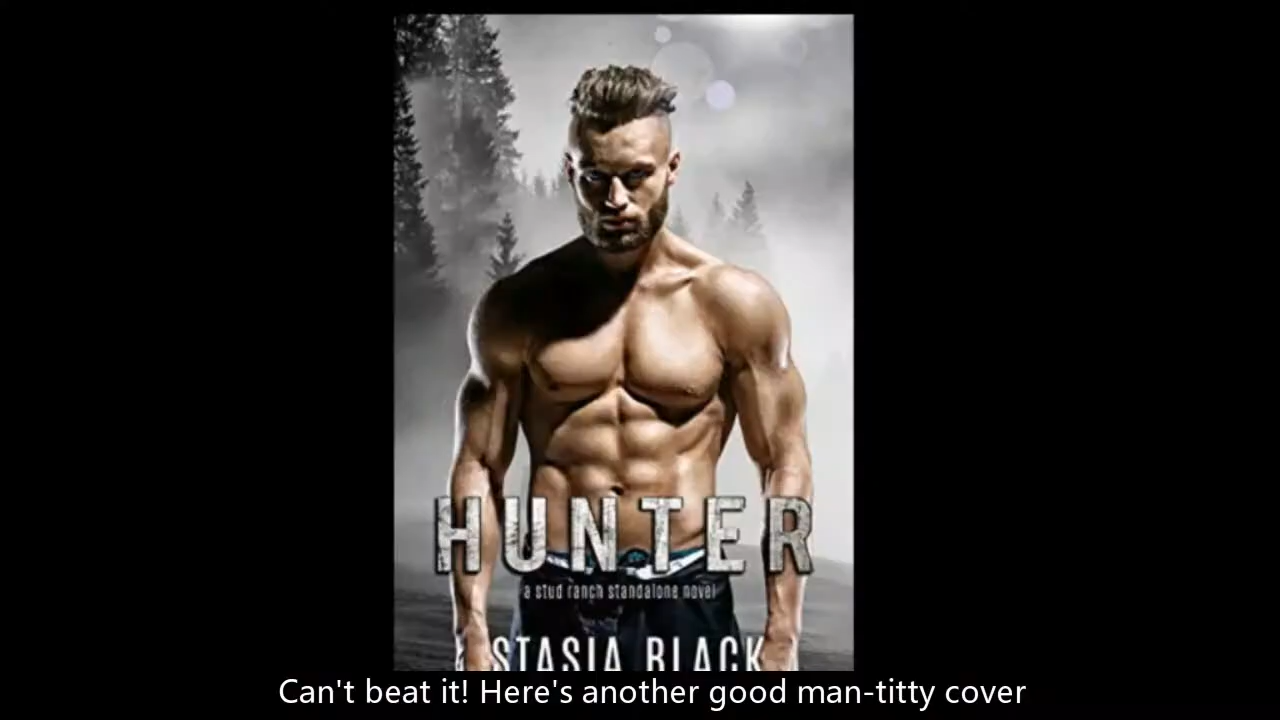 HUNTER
a stud ranch standalone novel
STASIA BLACK
Can't beat it! Here's another good man-titty cover